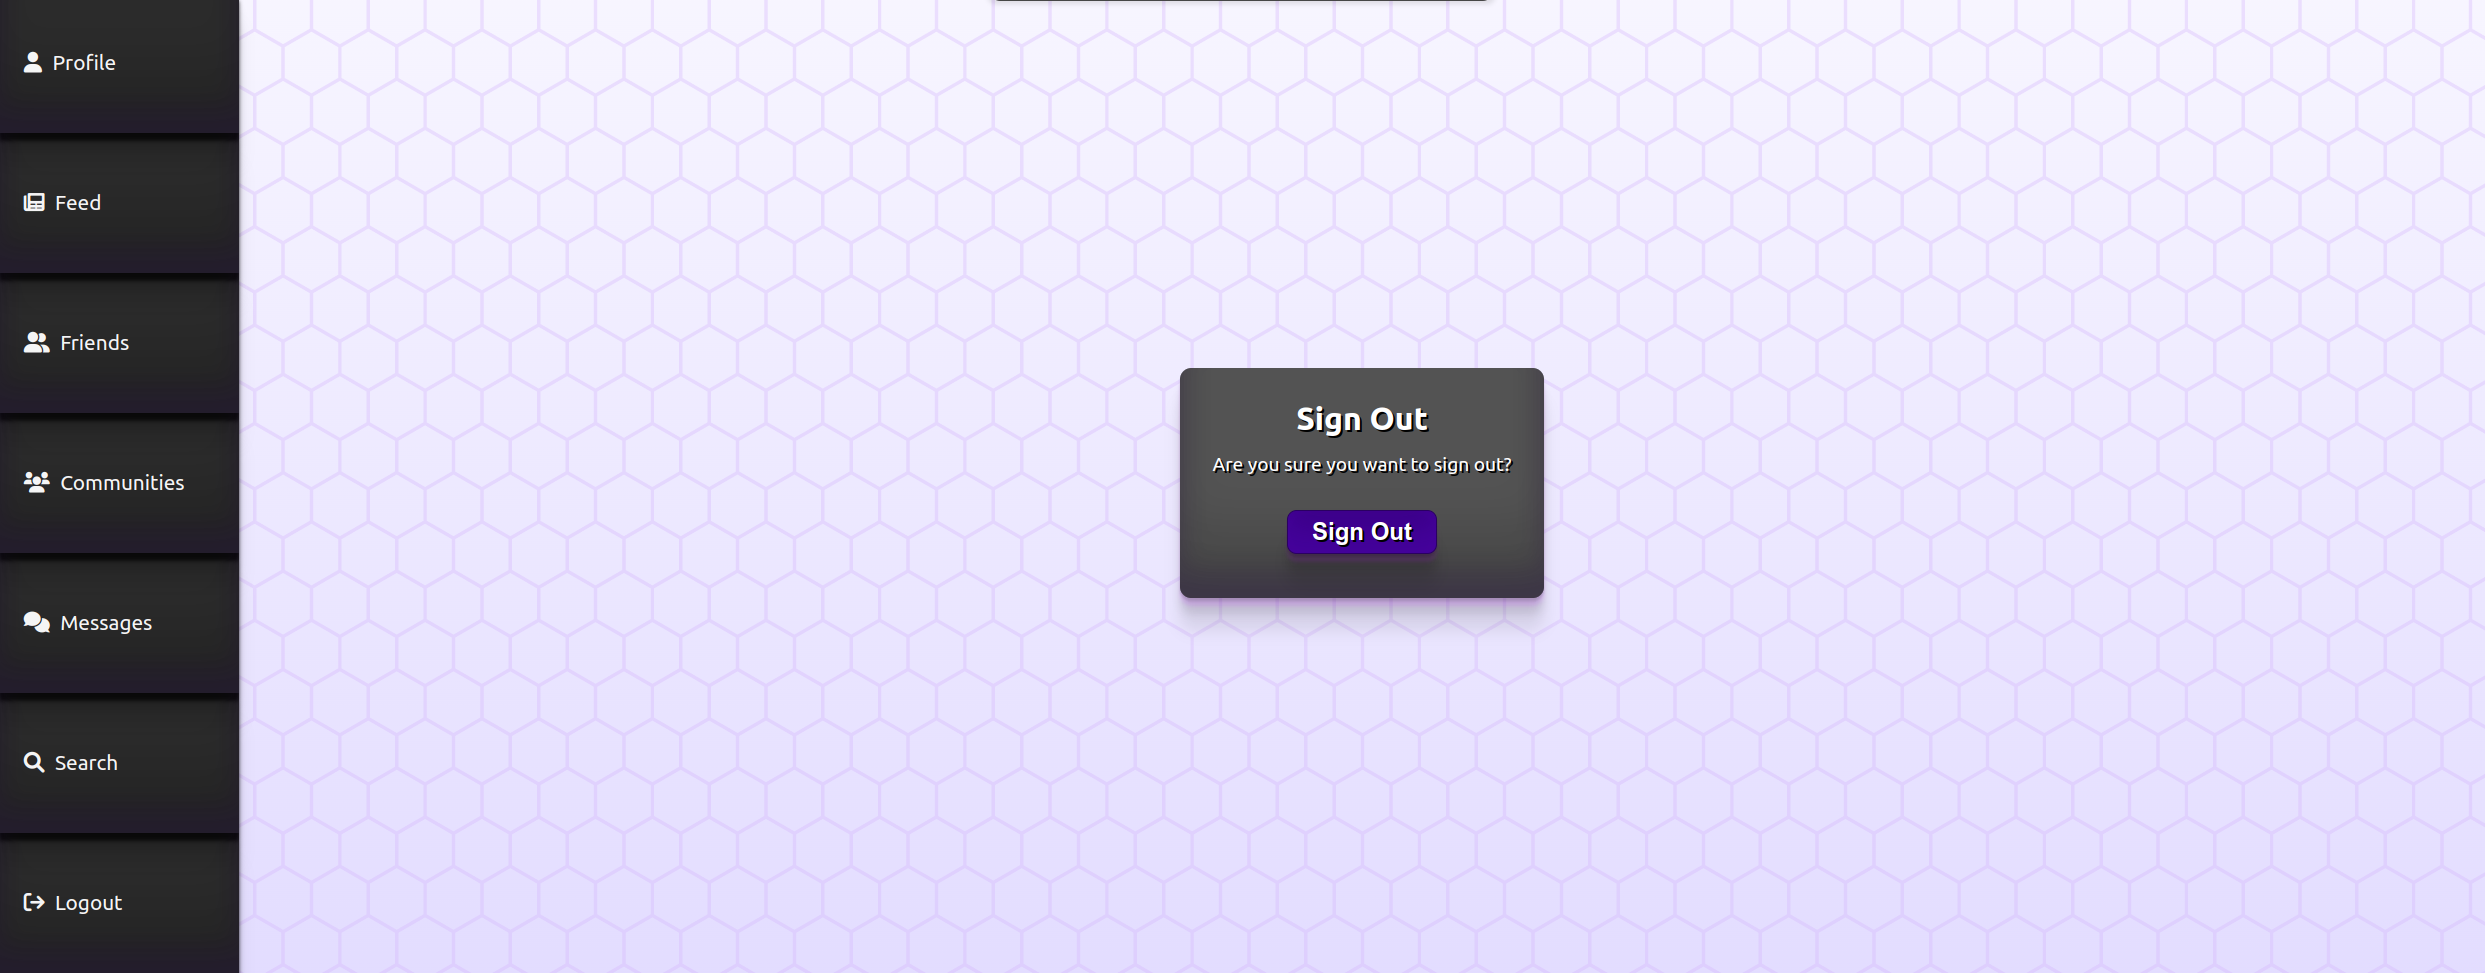 Profile
Feed
Friends
Communities
Messages
Search
Logout
Sign Out
Are you sure you want to sign out?
Sign Out